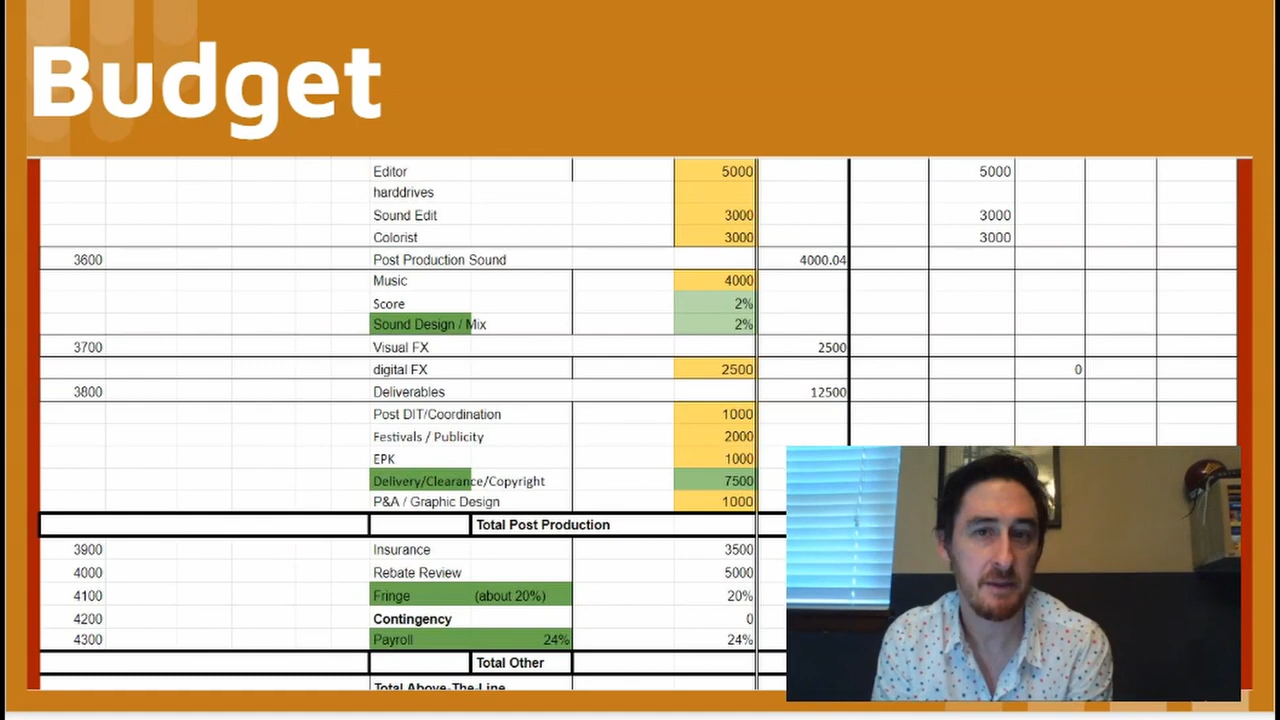 Budget
Editor 5000 5000
harddrives
Sound Edit 3000 3000
Colorist 3000 3000
3600 Post Production Sound 4000.04
Music 4000
Score 2%
Sound Design / Mix 2%
3700 Visual FX 2500
digital FX 2500 0
3800 Deliverables 12500
Post DIT/Coordination 1000
Festivals / Publicity 2000
EPK 1000
Delivery/Clearance/Copyright 7500
P&A / Graphic Design 1000
Total Post Production
3900 Insurance 3500
4000 Rebate Review 5000
4100 Fringe (about 20%) 20%
4200 Contingency 0
4300 Payroll 24% 24%
Total Other
Total Above-The-Line